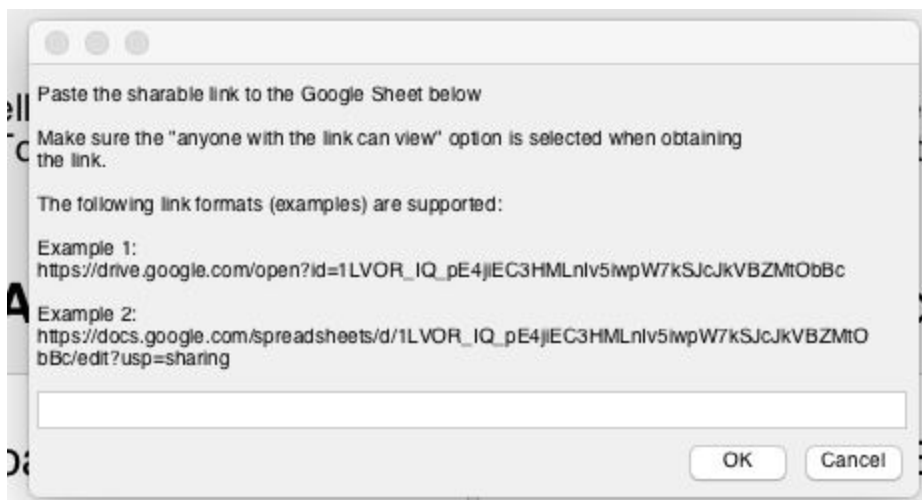 Paste the sharable link to the Google Sheet below
Make sure the "anyone with the link can view" option is selected when obtaining
the link.
The following link formats (examples) are supported:
Example 1:
https://drive.google.com/open?id=1LVOR_IQ_pE4jiEC3HMLnIv5iwpW7kSJcJkVBZMtObBc
Example 2:
https://docs.google.com/spreadsheets/d/1LVOR_IQ_pE4jiEC3HMLnIv5iwpW7kSJcJkVBZMtO
bBc/edit?usp=sharing
OK Cancel